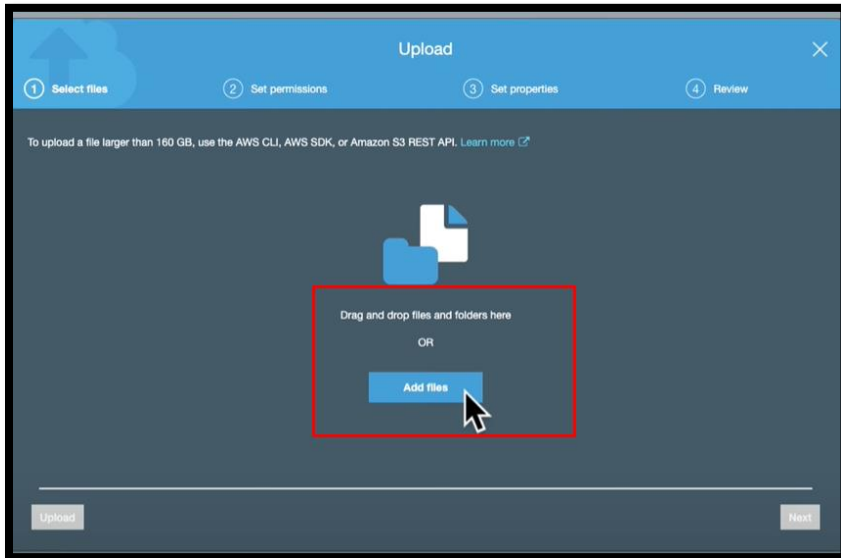 Upload
1 Select files
2 Set permissions
3 Set properties
4 Review
To upload a file larger than 160 GB, use the AWS CLI, AWS SDK, or Amazon S3 REST API. Learn more
Drag and drop files and folders here
OR
Add files
Upload
Next